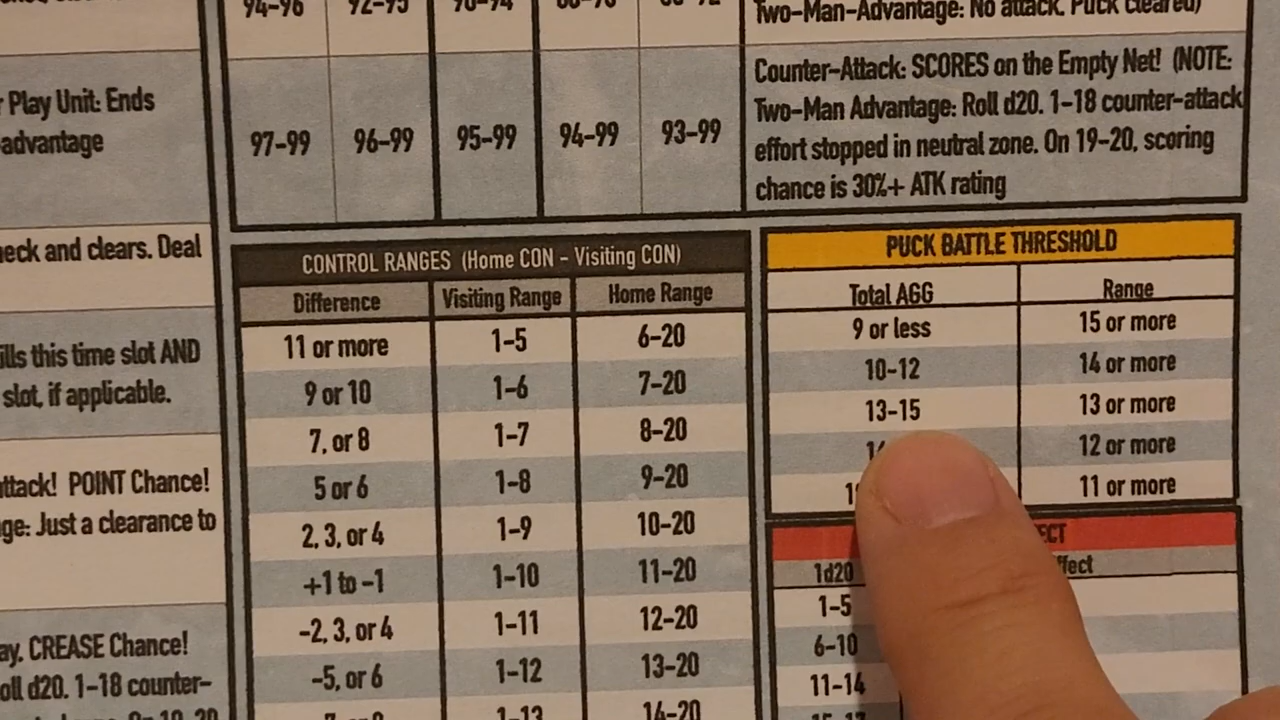 94-96
Two-Man-Advantage: No attack. Puck cleared)
Play Unit: Ends
advantage
97-99 96-99 95-99 94-99 93-99
Counter-Attack: SCORES on the Empty Net! (NOTE:
Two-Man Advantage: Roll d20. 1-18 counter-attack
effort stopped in neutral zone. On 19-20, scoring
chance is 30%+ ATK rating
and clears. Deal
this time slot AND
slot, if applicable.
POINT Chance!
Just a clearance to
CREASE Chance!
d20. 1-18 counter-
CONTROL RANGES (Home CON - Visiting CON)
Difference Visiting Range Home Range
11 or more 1-5 6-20
9 or 10 1-6 7-20
7, or 8 1-7 8-20
5 or 6 1-8 9-20
2, 3, or 4 1-9 10-20
+1 to -1 1-10 11-20
-2, 3, or 4 1-11 12-20
-5, or 6 1-12 13-20
1-13 14-20
PUCK BATTLE THRESHOLD
Total AGG Range
9 or less 15 or more
10-12 14 or more
13-15 13 or more
12 or more
11 or more
1d20
1-5
6-10
11-14